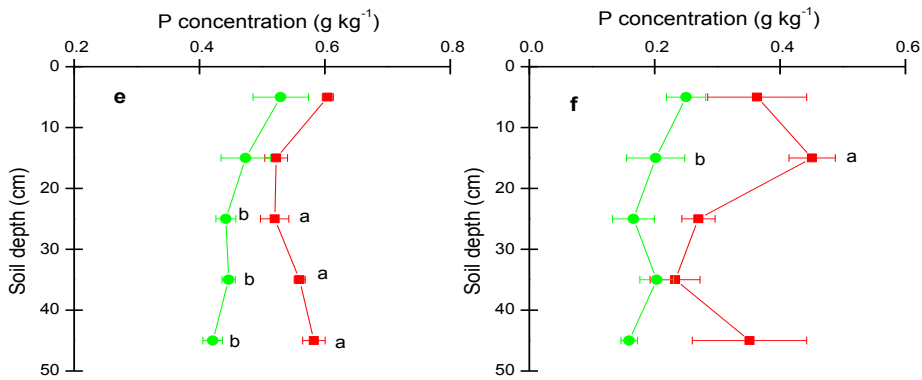 P concentration (g kg⁻¹)
0.2 0.4 0.6 0.8
0
10
20
30
40
50
Soil depth (cm)
e
b a
b a
b a
P concentration (g kg⁻¹)
0.0 0.2 0.4 0.6
0
10
20
30
40
50
Soil depth (cm)
f
b a